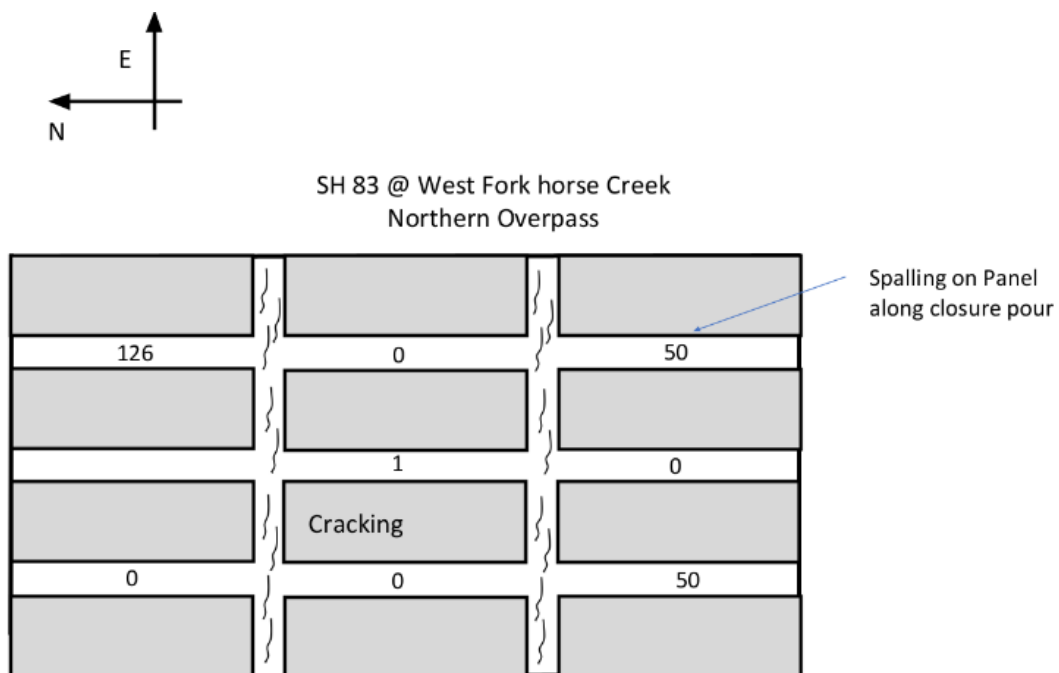 E
N
SH 83 @ West Fork horse Creek
Northern Overpass
Spalling on Panel
along closure pour
126 0 50
1 0
Cracking
0 0 50